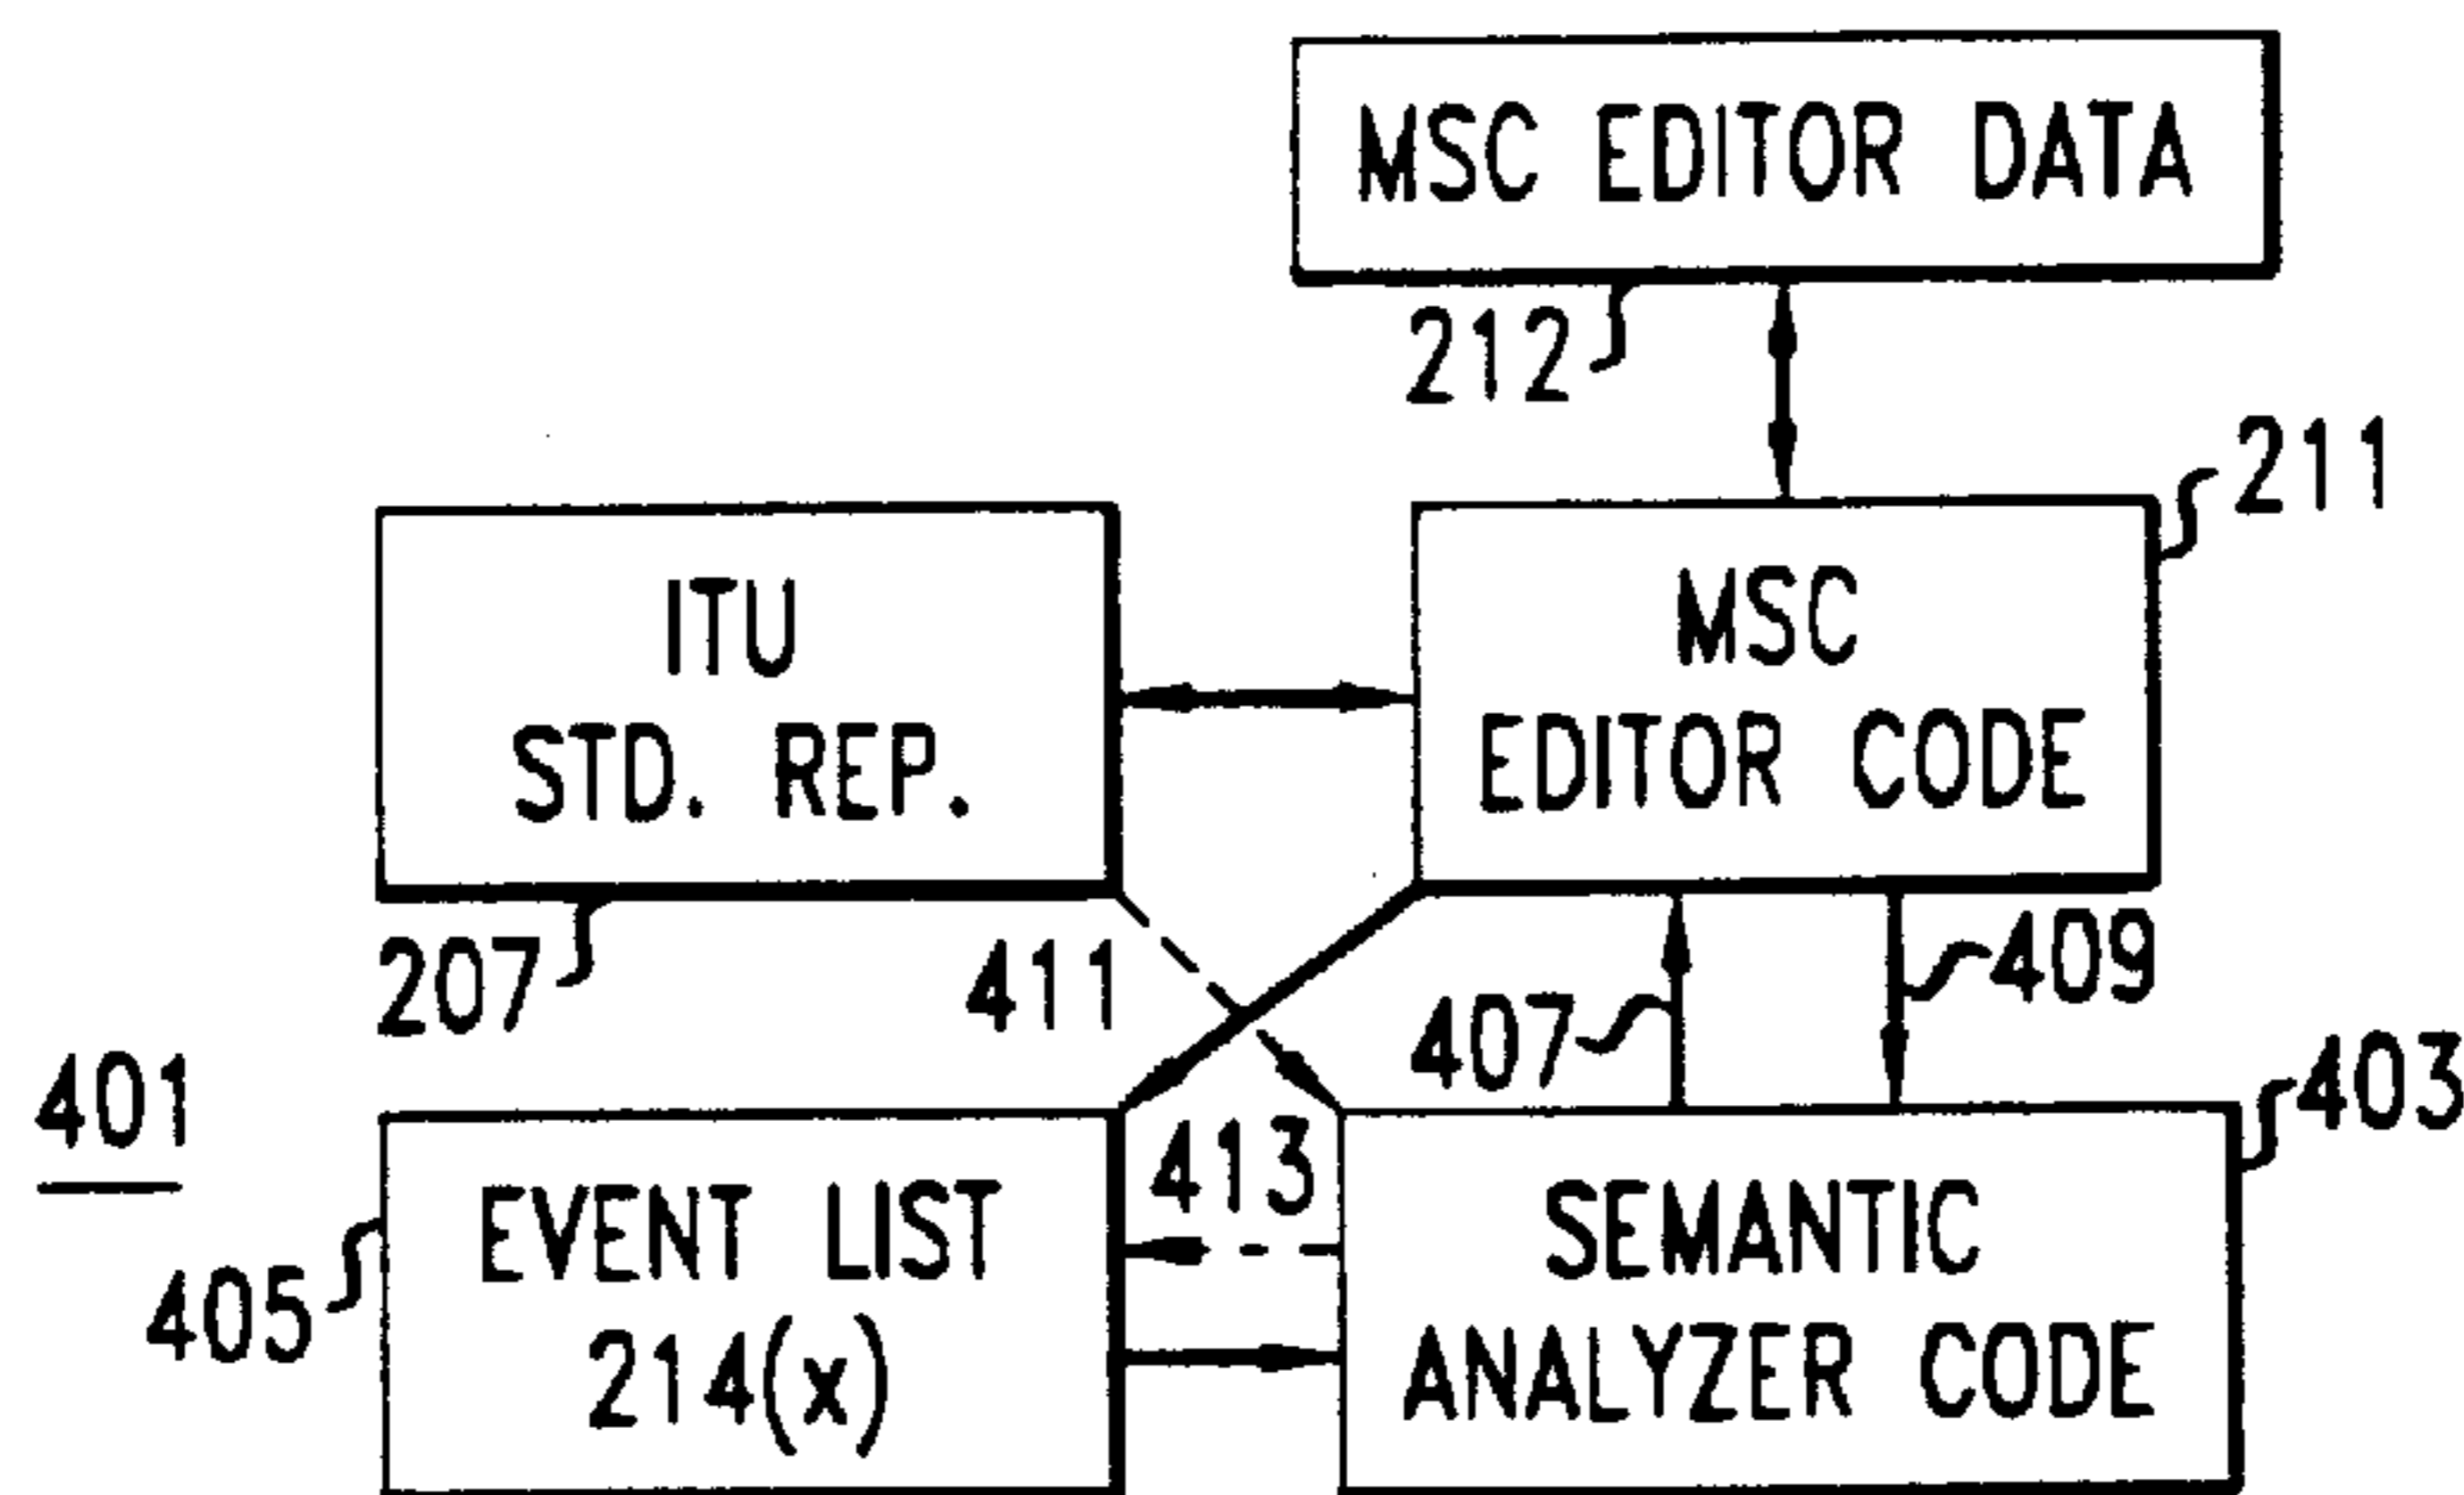 MSC EDITOR DATA
212
211
ITU
STD. REP.
MSC
EDITOR CODE
207
411
409
407
401
403
413
405
EVENT LIST
214(x)
SEMANTIC
ANALYZER CODE